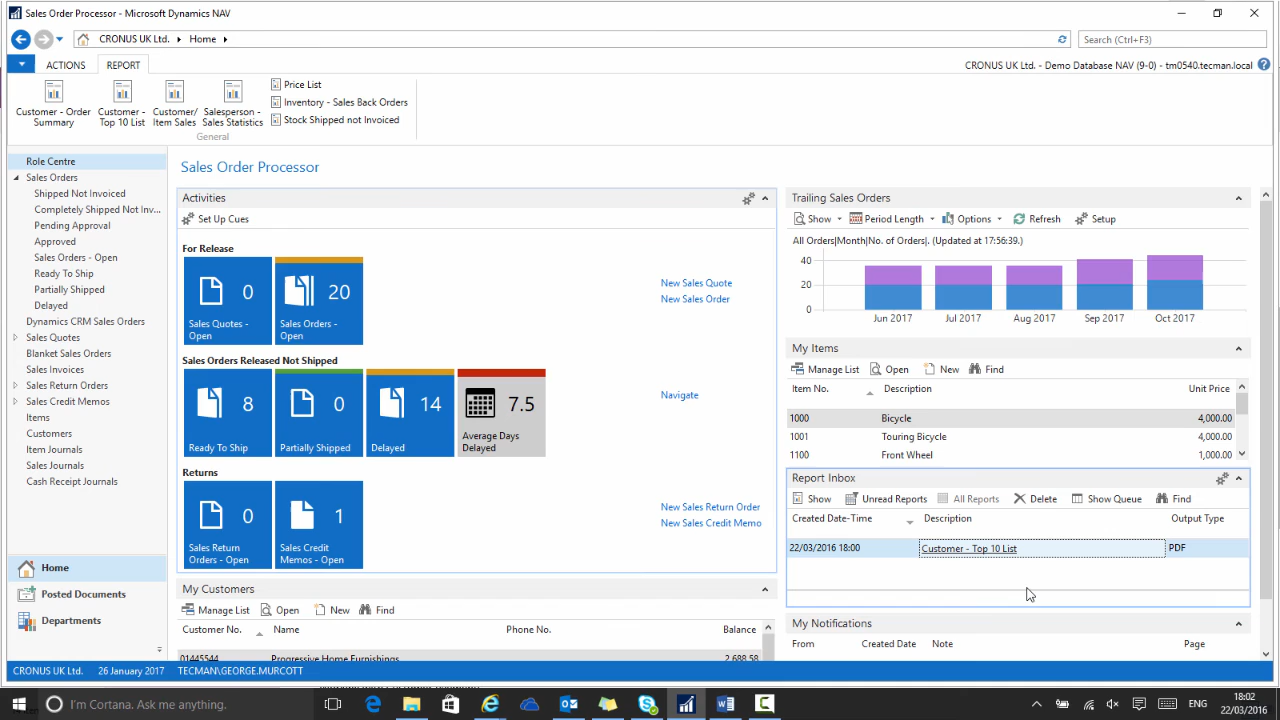 Sales Order Processor - Microsoft Dynamics NAV
CRONUS UK Ltd. Home
Search (Ctrl+F3)
ACTIONS REPORT
CRONUS UK Ltd. - Demo Database NAV (9-0) - tm0540.tecman.local
Customer - Order Summary
Customer - Top 10 List
Customer/Item Sales
Salesperson - Sales Statistics
Price List
Inventory - Sales Back Orders
Stock Shipped not Invoiced
General
Role Centre
Sales Orders
Shipped Not Invoiced
Completely Shipped Not Inv...
Pending Approval
Approved
Sales Orders - Open
Ready To Ship
Partially Shipped
Delayed
Dynamics CRM Sales Orders
Sales Quotes
Blanket Sales Orders
Sales Invoices
Sales Return Orders
Sales Credit Memos
Items
Customers
Item Journals
Sales Journals
Cash Receipt Journals
Home
Posted Documents
Departments
Sales Order Processor
Activities
Set Up Cues
For Release
0
Sales Quotes - Open
20
Sales Orders - Open
New Sales Quote
New Sales Order
Sales Orders Released Not Shipped
8
Ready To Ship
0
Partially Shipped
14
Delayed
7.5
Average Days Delayed
Navigate
Returns
0
Sales Return Orders - Open
1
Sales Credit Memos - Open
New Sales Return Order
New Sales Credit Memo
My Customers
Manage List Open New Find
Customer No. Name Phone No. Balance
01445544 Progressive Home Furnishings 2,688.58
Trailing Sales Orders
Show Period Length Options Refresh Setup
All Orders|Month|No. of Orders|. (Updated at 17:56:39.)
40
20
0
Jun 2017 Jul 2017 Aug 2017 Sep 2017 Oct 2017
My Items
Manage List Open New Find
Item No. Description Unit Price
1000 Bicycle 4,000.00
1001 Touring Bicycle 4,000.00
1100 Front Wheel 1,000.00
Report Inbox
Show Unread Reports All Reports Delete Show Queue Find
Created Date-Time Description Output Type
22/03/2016 18:00 Customer - Top 10 List PDF
My Notifications
From Created Date Note Page
CRONUS UK Ltd. 26 January 2017 TECMAN\GEORGE.MURCOTT
I'm Cortana. Ask me anything.
ENG
18:02
22/03/2016